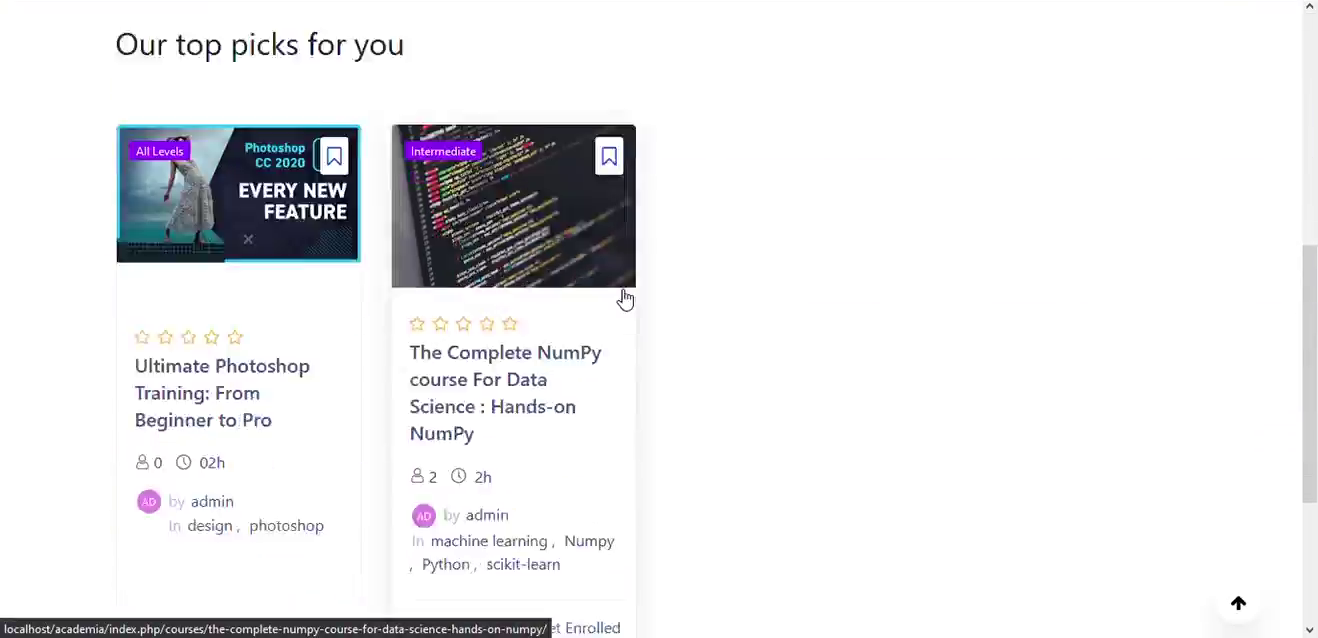 Our top picks for you
All Levels
Photoshop
CC 2020
EVERY NEW
FEATURE
Intermediate
Ultimate Photoshop
Training: From
Beginner to Pro
0 02h
AD by admin
In design , photoshop
The Complete NumPy
course For Data
Science : Hands-on
NumPy
2 2h
AD by admin
In machine learning , Numpy
, Python , scikit-learn
et Enrolled
localhost/academia/index.php/courses/the-complete-numpy-course-for-data-science-hands-on-numpy/